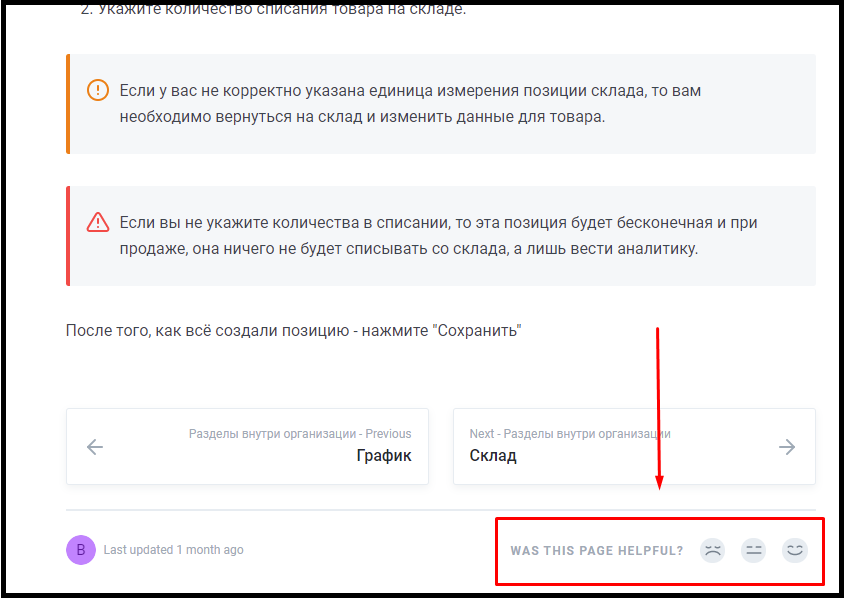 2. Укажите количество списания товара на складе.
Если у вас не корректно указана единица измерения позиции склада, то вам
необходимо вернуться на склад и изменить данные для товара.
Если вы не укажите количества в списании, то эта позиция будет бесконечная и при
продаже, она ничего не будет списывать со склада, а лишь вести аналитику.
После того, как всё создали позицию - нажмите "Сохранить"
Разделы внутри организации - Previous
График
Next - Разделы внутри организации
Склад
B
Last updated 1 month ago
WAS THIS PAGE HELPFUL?